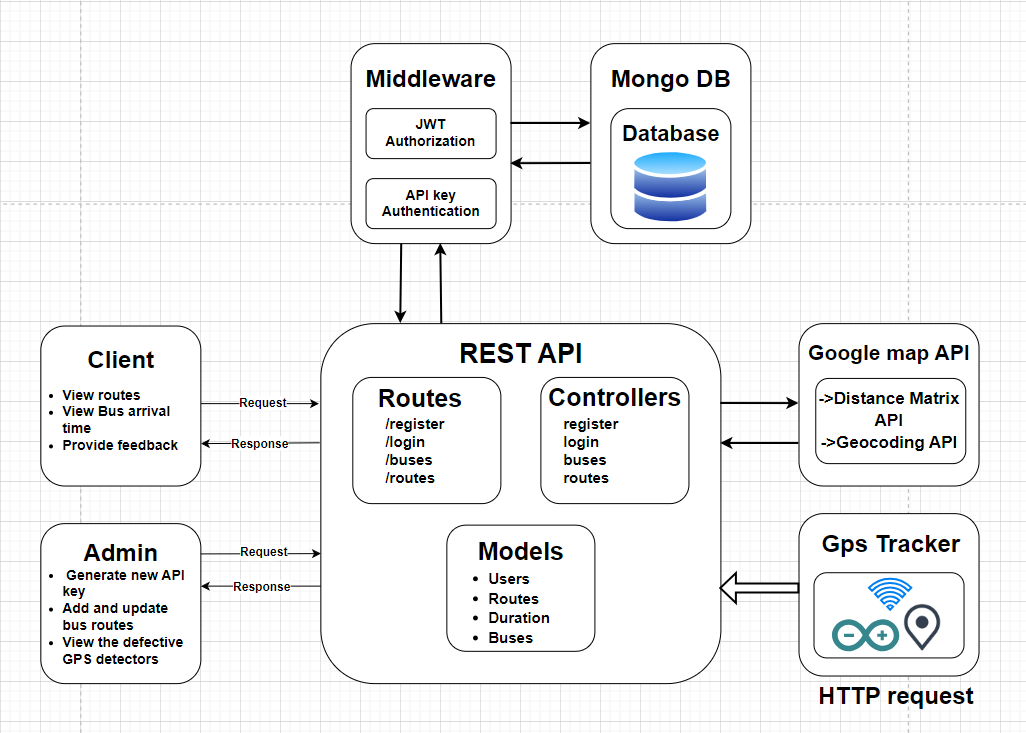 Middleware
JWT
Authorization
API key
Authentication
Mongo DB
Database
Client
• View routes
• View Bus arrival
time
• Provide feedback
Request
Response
Admin
• Generate new API
key
• Add and update
bus routes
• View the defective
GPS detectors
Request
Response
REST API
Routes
/register
/login
/buses
/routes
Controllers
register
login
buses
routes
Models
• Users
• Routes
• Duration
• Buses
Google map API
->Distance Matrix
API
->Geocoding API
Gps Tracker
HTTP request